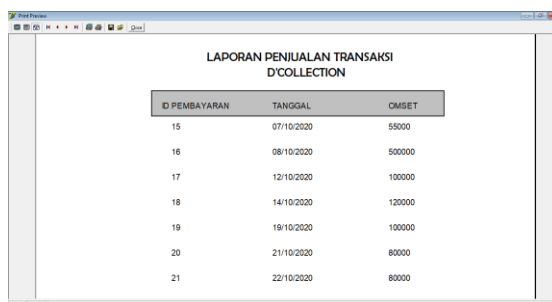 Print Preview
Close
LAPORAN PENJUALAN TRANSAKSI
D'COLLECTION
ID PEMBAYARAN TANGGAL OMSET
15 07/10/2020 55000
16 08/10/2020 500000
17 12/10/2020 100000
18 14/10/2020 120000
19 19/10/2020 100000
20 21/10/2020 80000
21 22/10/2020 80000